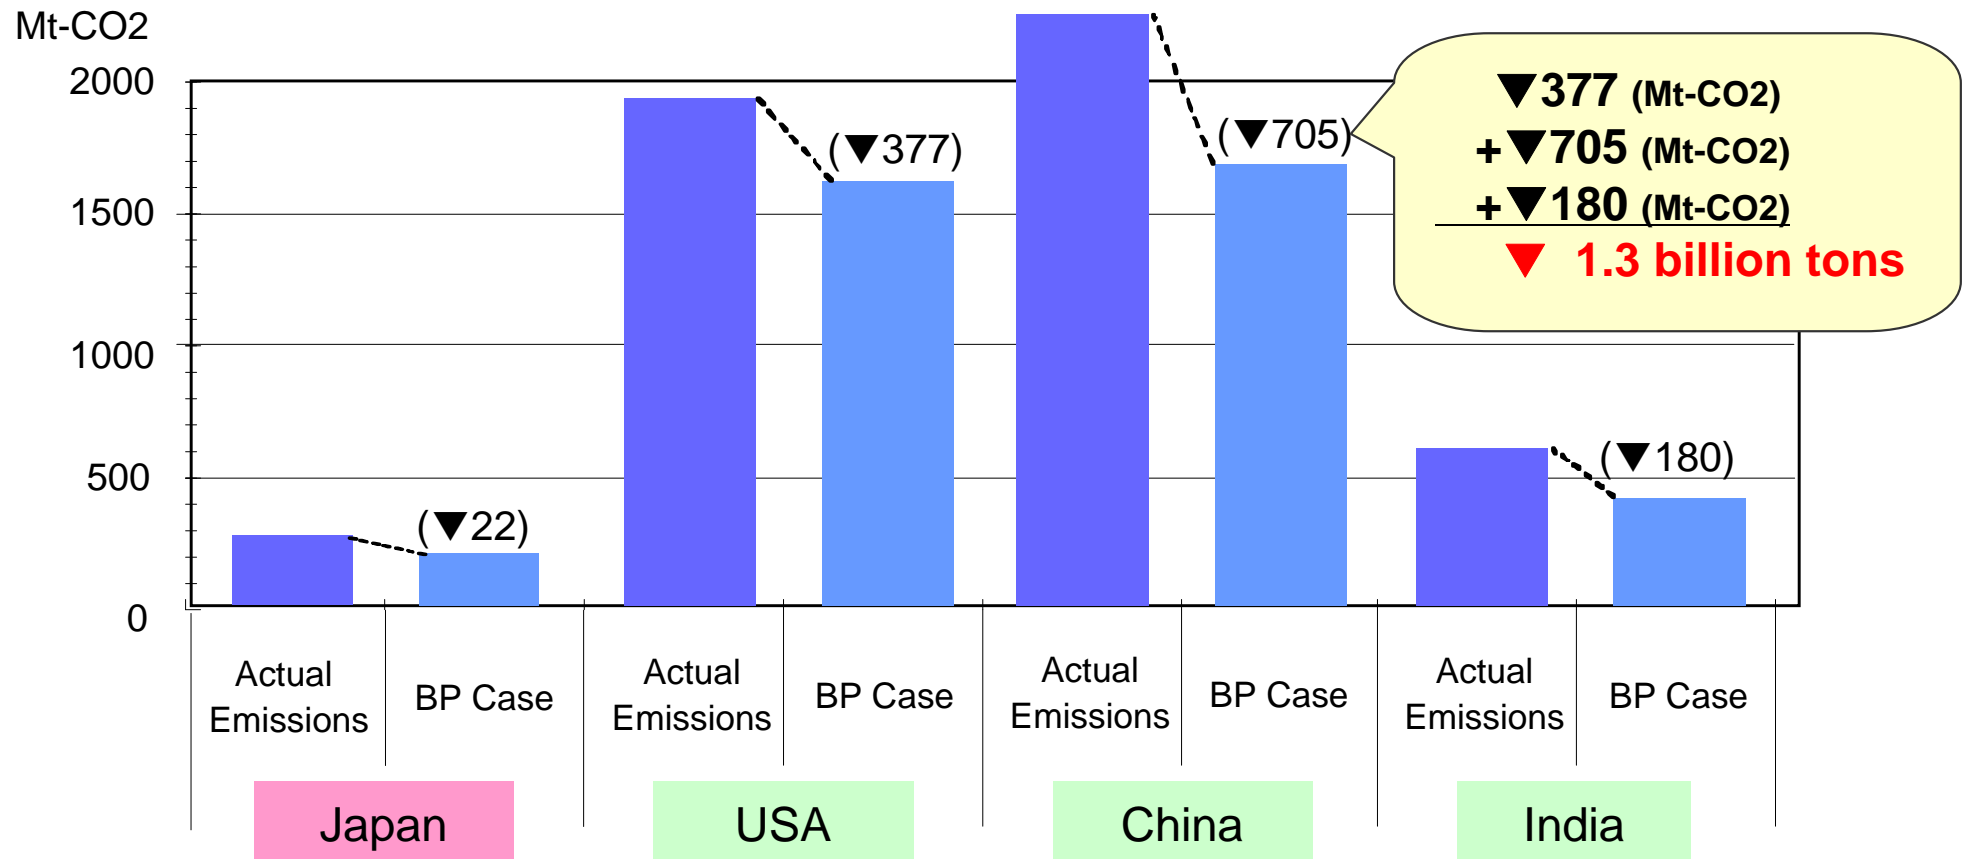 Mt-CO2
2000
1500
1000
500
0
(▼22)
(▼377)
(▼705)
(▼180)
▼377 (Mt-CO2)
+▼705 (Mt-CO2)
+▼180 (Mt-CO2)
▼ 1.3 billion tons
Actual
Emissions
BP Case
Actual
Emissions
BP Case
Actual
Emissions
BP Case
Actual
Emissions
BP Case
Japan
USA
China
India